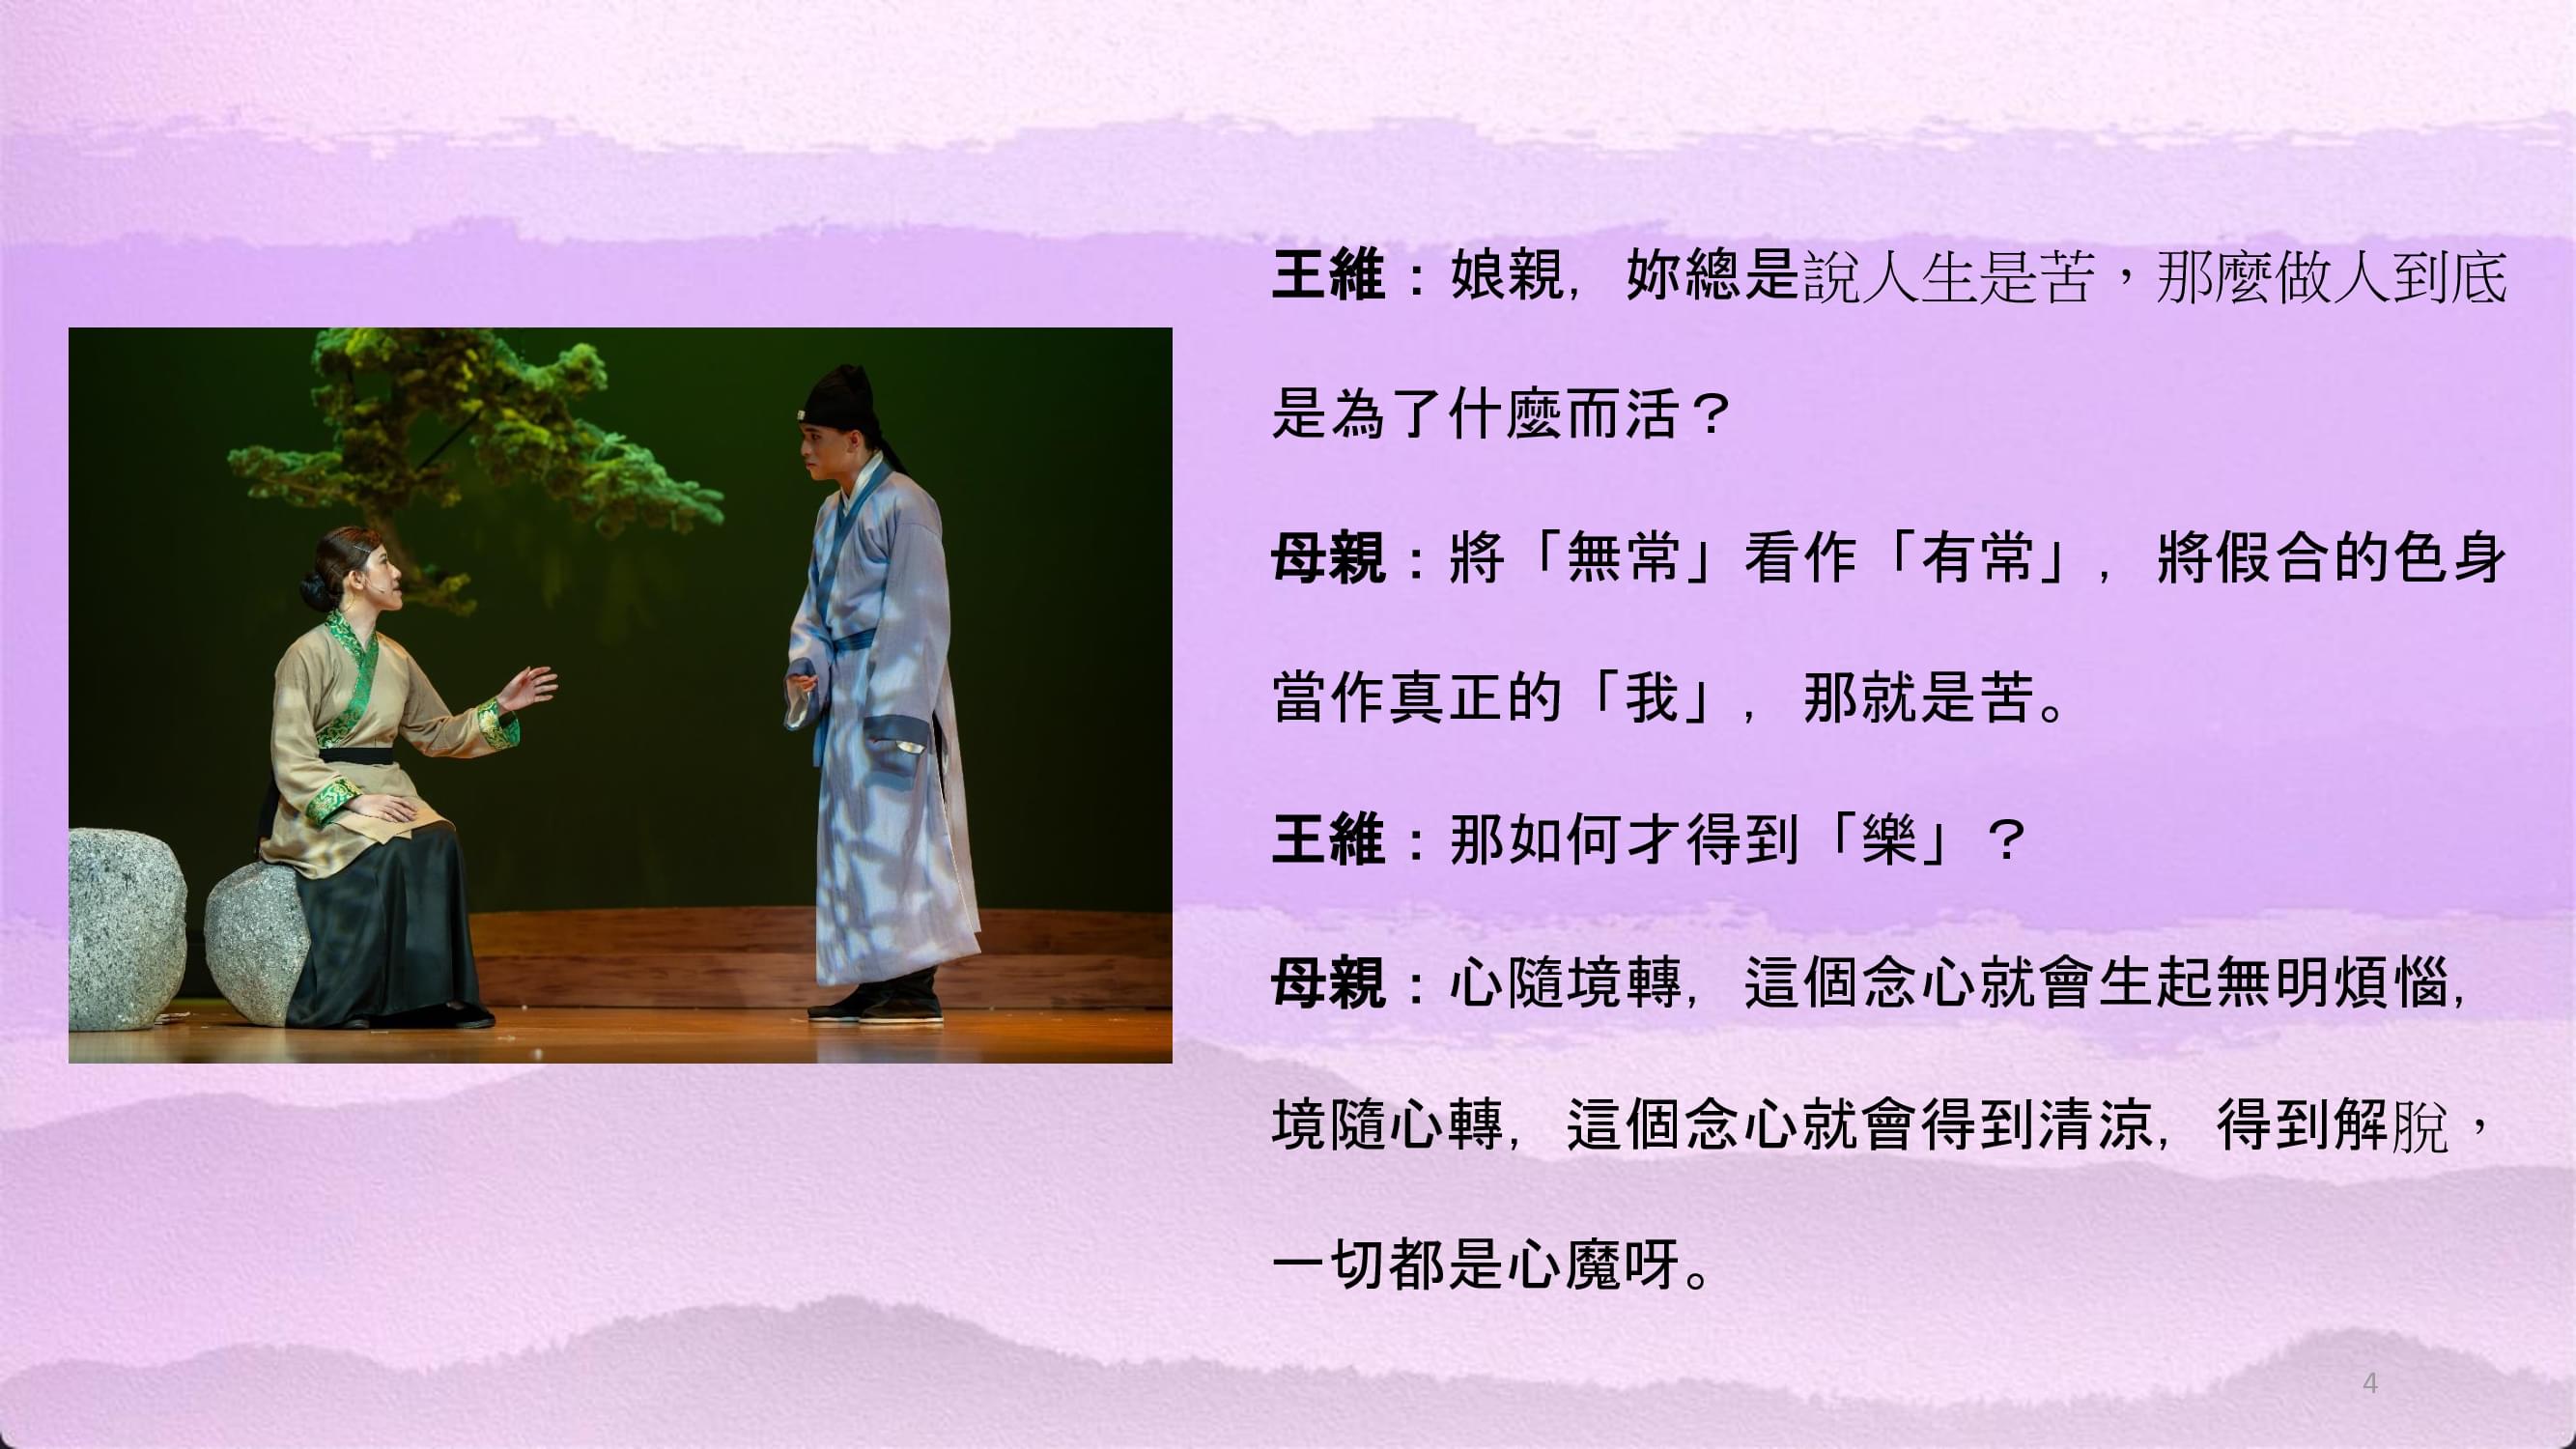 王維：娘親，妳總是說人生是苦，那麼做人到底
是為了什麼而活？
母親：將「無常」看作「有常」，將假合的色身
當作真正的「我」，那就是苦。
王維：那如何才得到「樂」？
母親：心隨境轉，這個念心就會生起無明煩惱，
境隨心轉，這個念心就會得到清涼，得到解脫，
一切都是心魔呀。
4